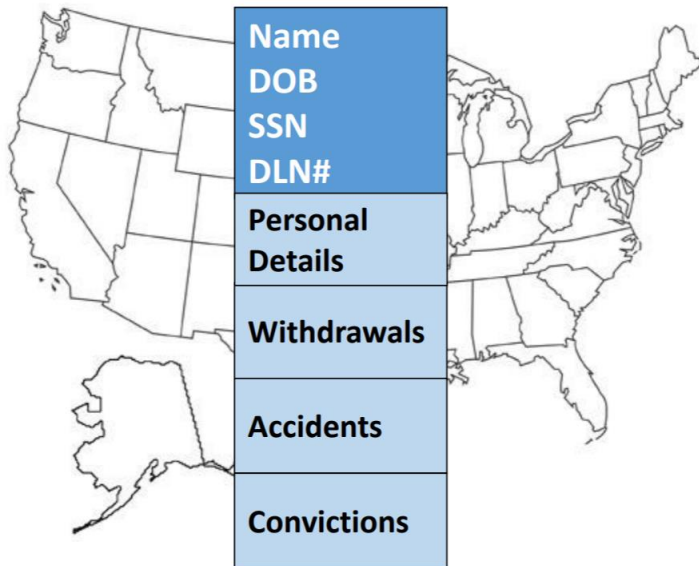 Name
DOB
SSN
DLN#
Personal
Details
Withdrawals
Accidents
Convictions